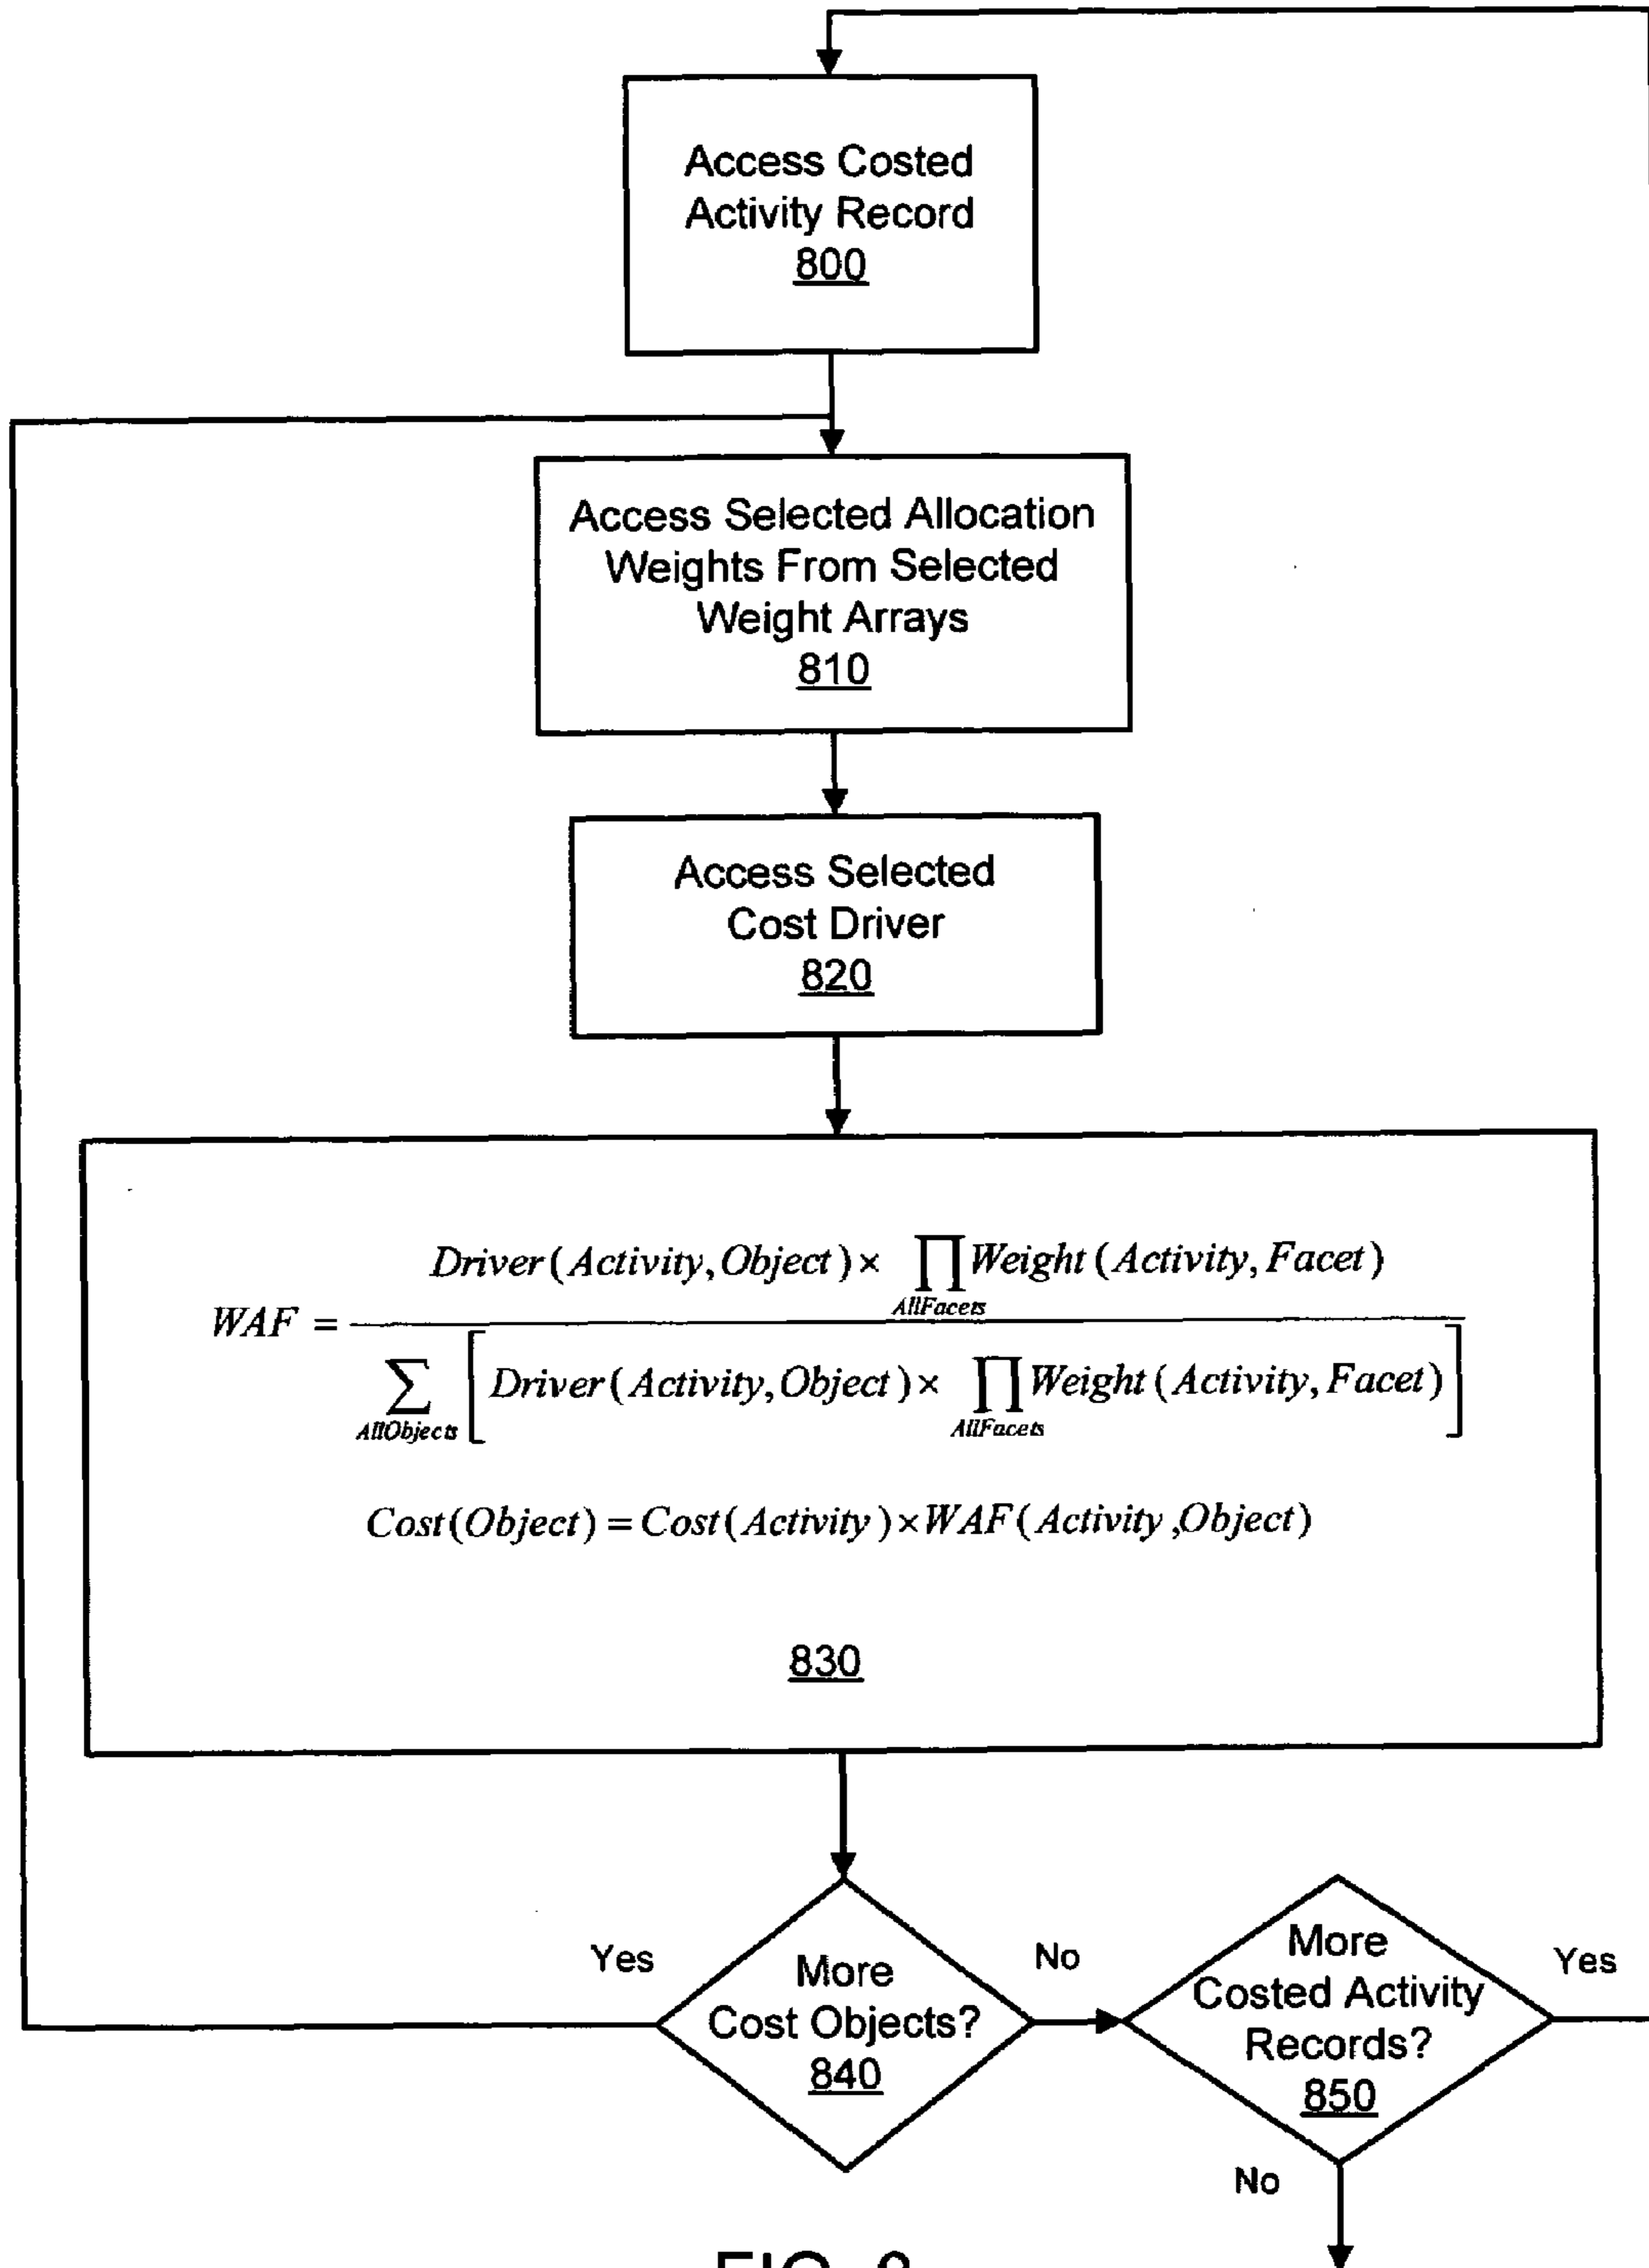 Access Costed
Activity Record
800
Access Selected Allocation
Weights From Selected
Weight Arrays
810
Access Selected
Cost Driver
820
WAF = Driver(Activity,Object)× ∏ AllFacets Weight(Activity,Facet) / ∑ AllObjects [Driver(Activity,Object)× ∏ AllFacets Weight(Activity,Facet)]
Cost(Object)=Cost(Activity)×WAF(Activity,Object)
830
Yes
More
Cost Objects?
840
No
More
Costed Activity
Records?
850
Yes
No